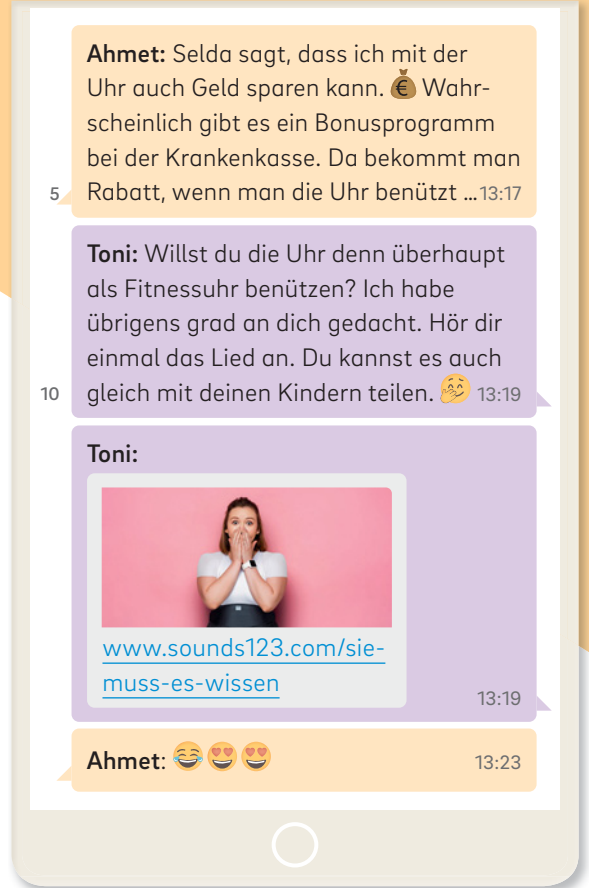 Ahmet: Selda sagt, dass ich mit der
Uhr auch Geld sparen kann. 💰 Wahr-
scheinlich gibt es ein Bonusprogramm
bei der Krankenkasse. Da bekommt man
5 Rabatt, wenn man die Uhr benützt ... 13:17
Toni: Willst du die Uhr denn überhaupt
als Fitnessuhr benützen? Ich habe
übrigens grad an dich gedacht. Hör dir
einmal das Lied an. Du kannst es auch
10 gleich mit deinen Kindern teilen. 🤭 13:19
Toni:
www.sounds123.com/sie-
muss-es-wissen
13:19
Ahmet: 😂😍😍 13:23